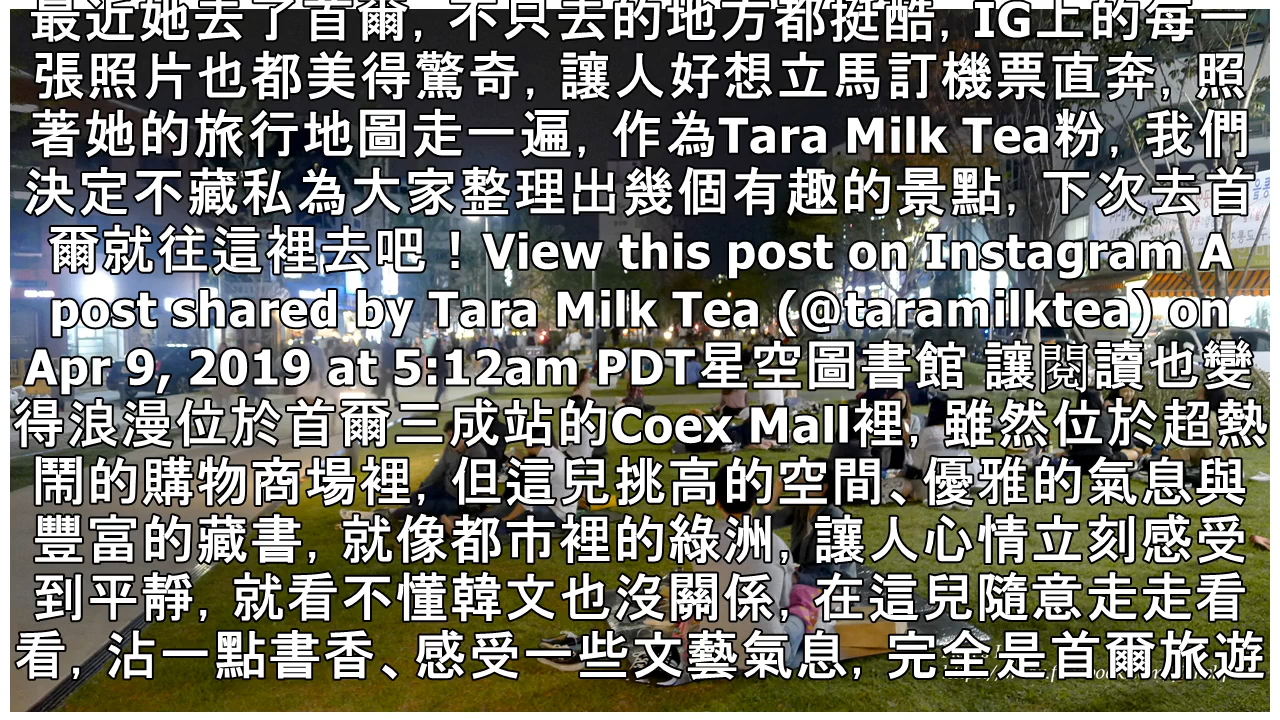 最近她去了首爾, 不只去的地方都挺酷, IG上的每一
張照片也都美得驚奇, 讓人好想立馬訂機票直奔, 照
著她的旅行地圖走一遍, 作為Tara Milk Tea粉, 我們
決定不藏私為大家整理出幾個有趣的景點, 下次去首
爾就往這裡去吧！View this post on Instagram A
post shared by Tara Milk Tea (@taramilktea) on
Apr 9, 2019 at 5:12am PDT星空圖書館 讓閱讀也變
得浪漫位於首爾三成站的Coex Mall裡, 雖然位於超熱
鬧的購物商場裡, 但這兒挑高的空間、優雅的氣息與
豐富的藏書, 就像都市裡的綠洲, 讓人心情立刻感受
到平靜, 就看不懂韓文也沒關係, 在這兒隨意走走看
看, 沾一點書香、感受一些文藝氣息, 完全是首爾旅遊